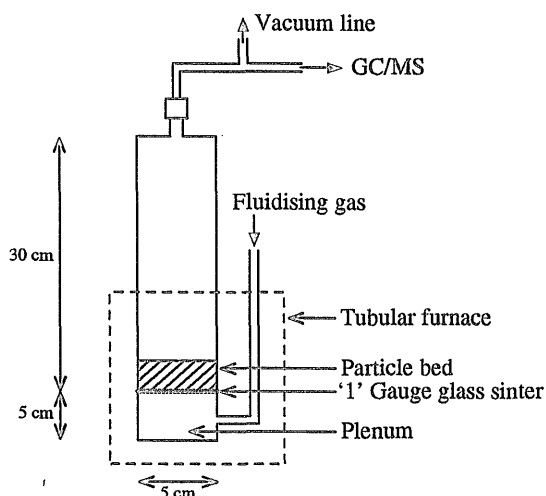 Vacuum line
GC/MS
Fluidising gas
30 cm
Tubular furnace
Particle bed
'1' Gauge glass sinter
5 cm
Plenum
5 cm